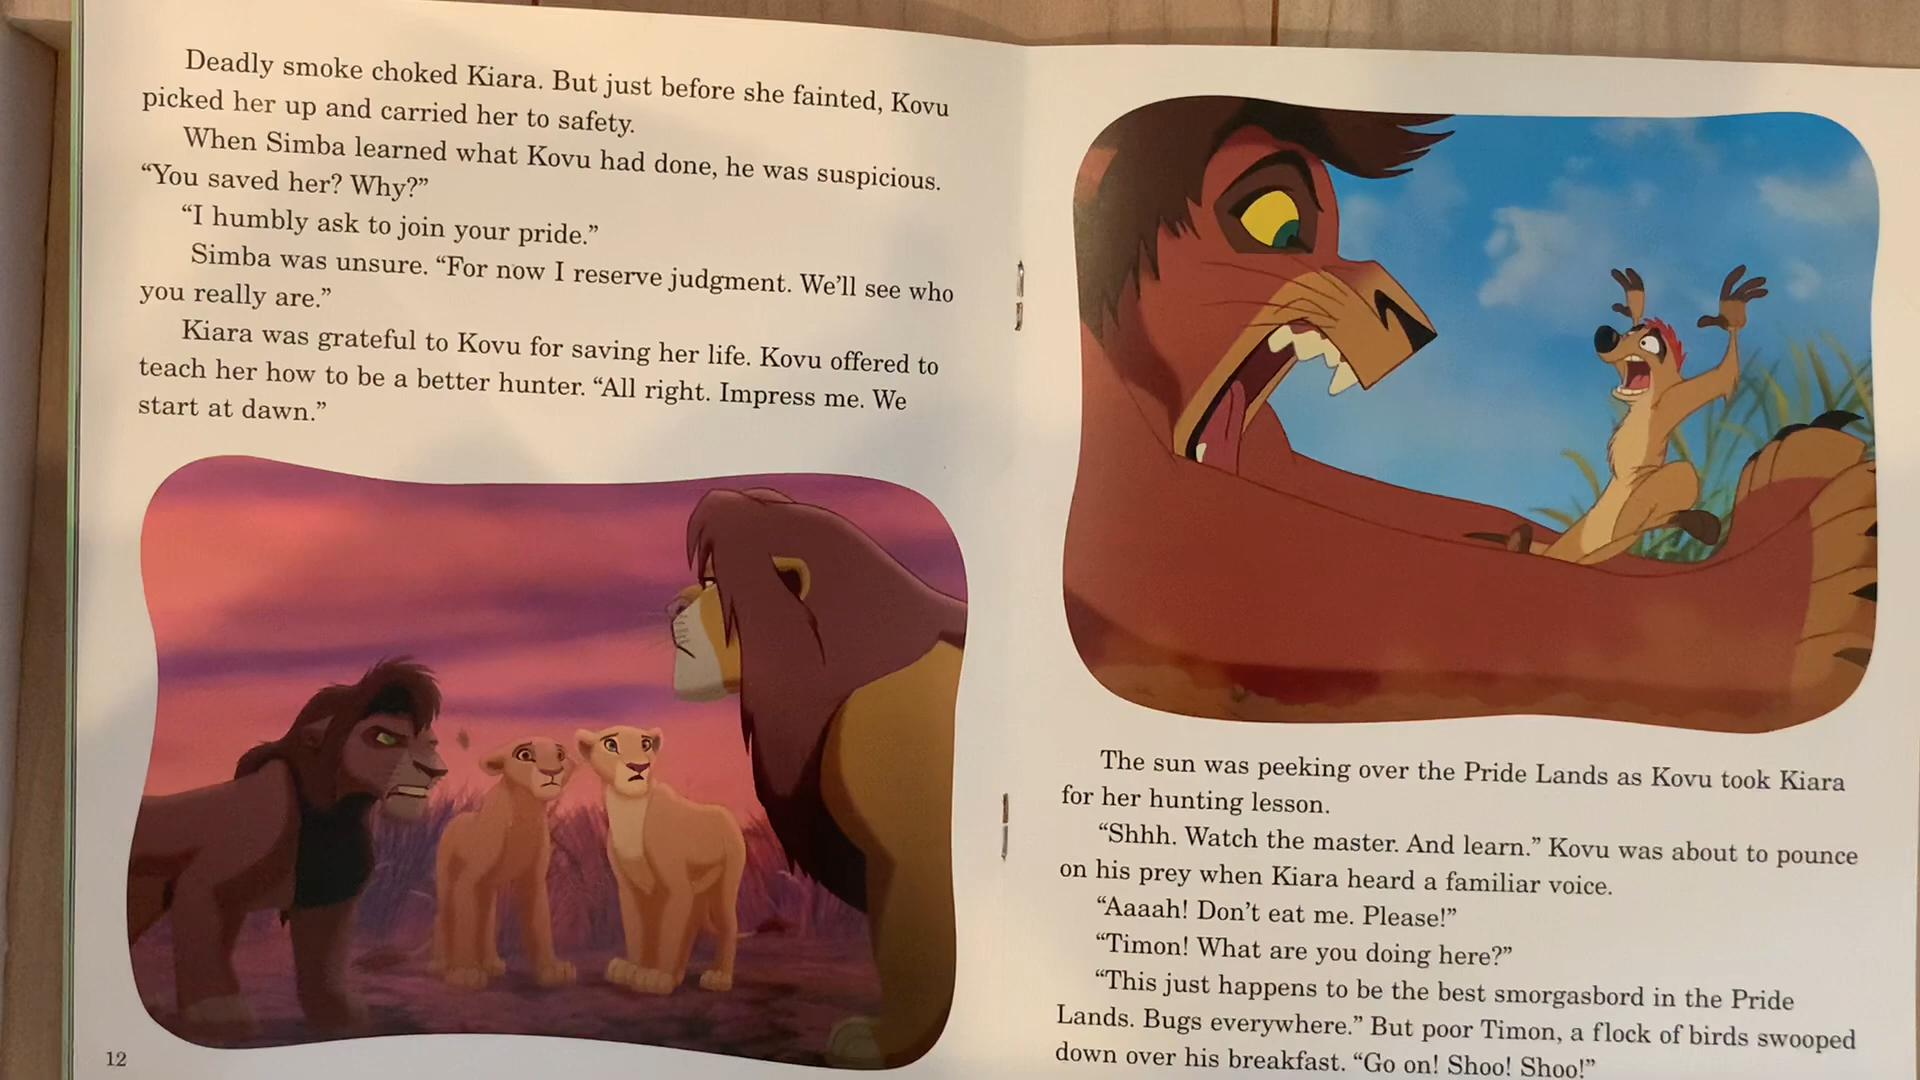 Deadly smoke choked Kiara. But just before she fainted, Kovu
picked her up and carried her to safety.
When Simba learned what Kovu had done, he was suspicious.
“You saved her? Why?”
“I humbly ask to join your pride.”
Simba was unsure. “For now I reserve judgment. We’ll see who
you really are.”
Kiara was grateful to Kovu for saving her life. Kovu offered to
teach her how to be a better hunter. “All right. Impress me. We
start at dawn.”
12
The sun was peeking over the Pride Lands as Kovu took Kiara
for her hunting lesson.
“Shhh. Watch the master. And learn.” Kovu was about to pounce
on his prey when Kiara heard a familiar voice.
“Aaaah! Don’t eat me. Please!”
“Timon! What are you doing here?”
“This just happens to be the best smorgasbord in the Pride
Lands. Bugs everywhere.” But poor Timon, a flock of birds swooped
down over his breakfast. “Go on! Shoo! Shoo!”